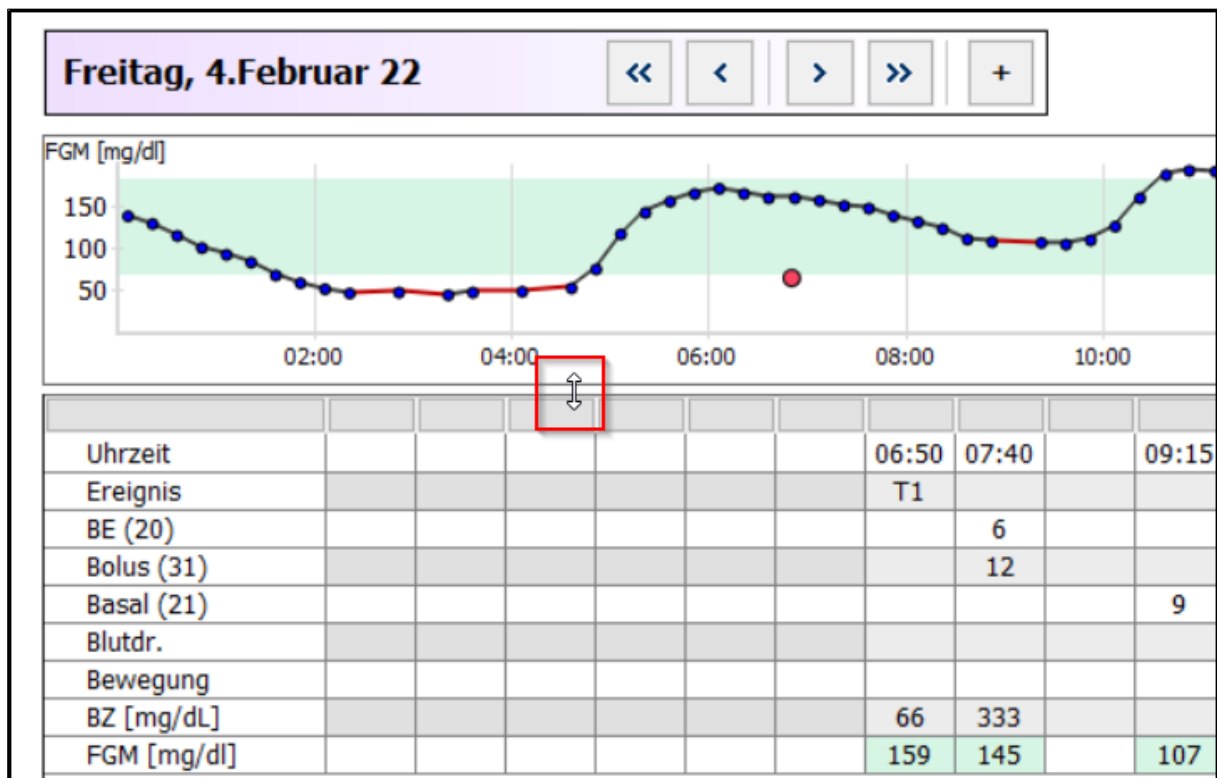 Freitag, 4.Februar 22 « < > » +
FGM [mg/dl]
150
100
50
02:00 04:00 06:00 08:00 10:00
Uhrzeit 06:50 07:40 09:15
Ereignis T1
BE (20) 6
Bolus (31) 12
Basal (21) 9
Blutdr.
Bewegung
BZ [mg/dL] 66 333
FGM [mg/dl] 159 145 107